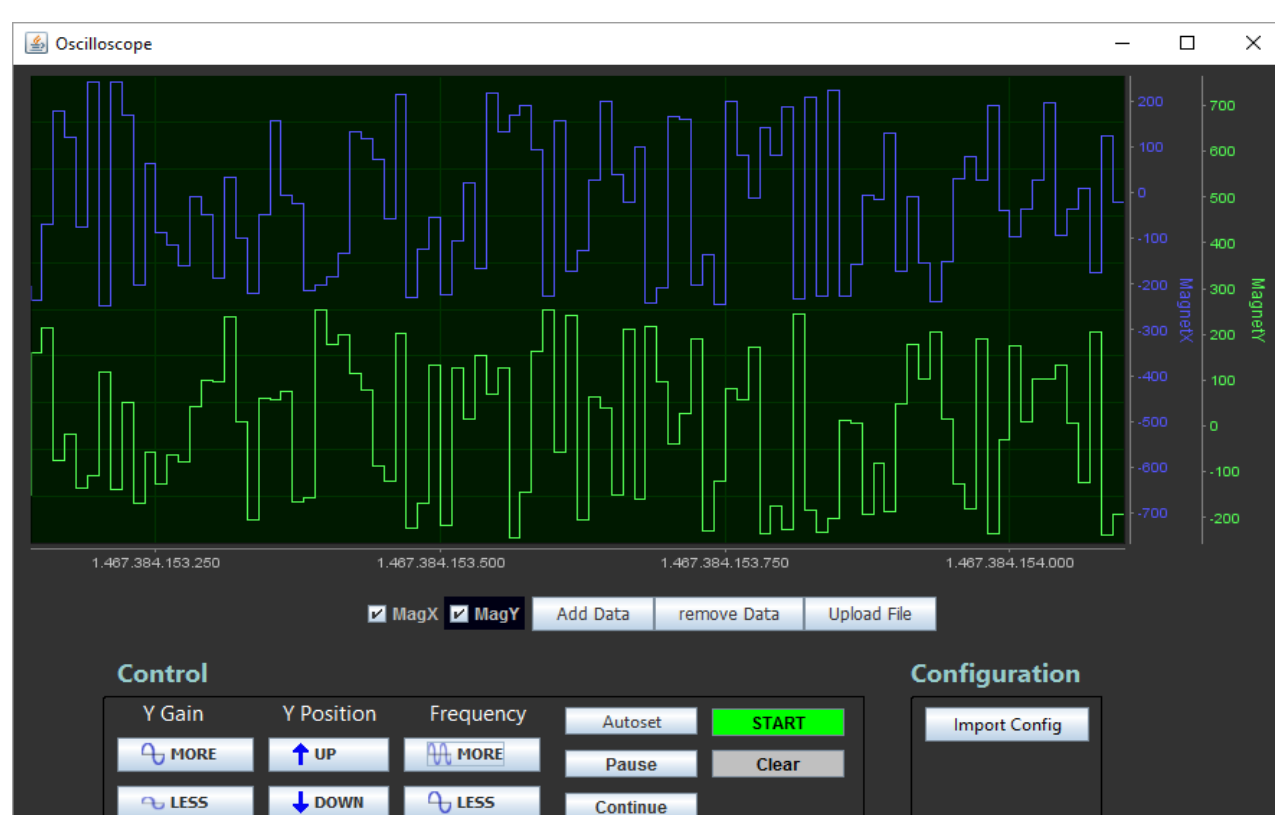 Oscilloscope
200
100
0
-100
-200
-300
-400
-500
-600
-700
MagnetX
700
600
500
400
300
200
100
0
-100
-200
MagnetY
1.467.384.153.250 1.467.384.153.500 1.467.384.153.750 1.467.384.154.000
MagX MagY Add Data remove Data Upload File
Control Configuration
Y Gain Y Position Frequency Autoset START Import Config
MORE UP MORE Pause Clear
LESS DOWN LESS Continue